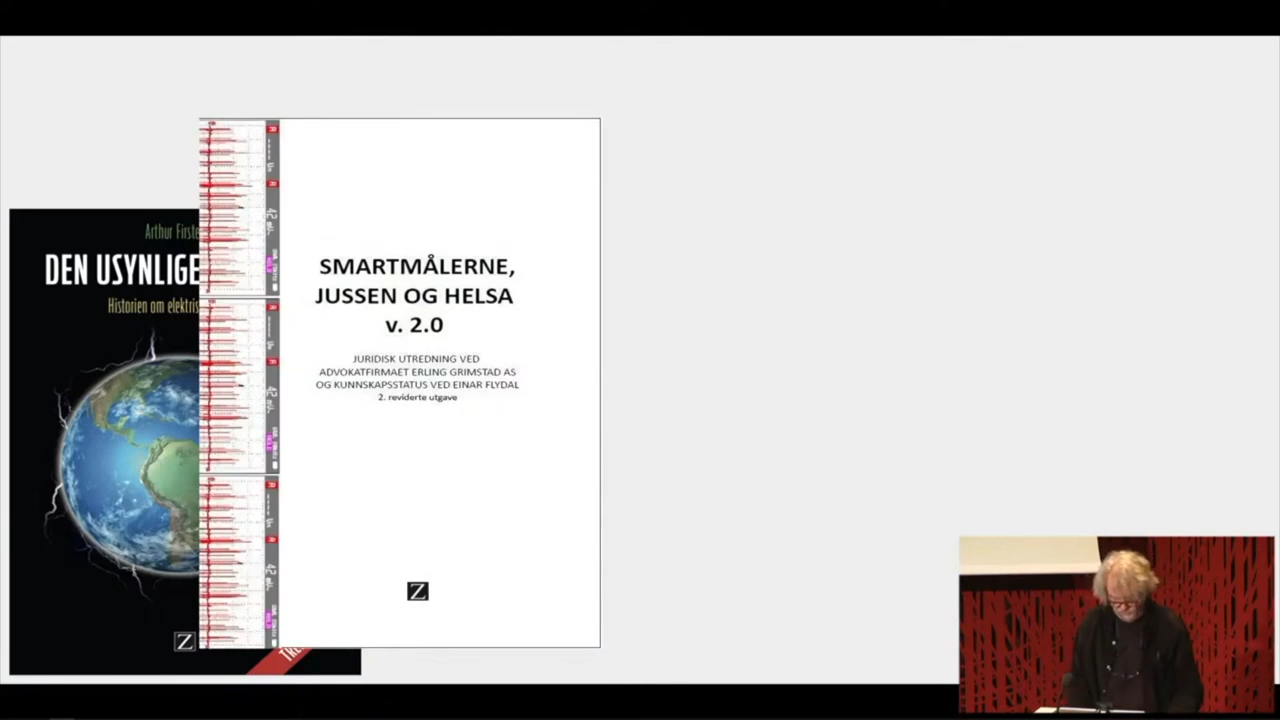 Arthur Firste
DEN USYNLIGE
Historien om elektris
SMARTMÅLERNE,
JUSSEN OG HELSA
v. 2.0
JURIDISK UTREDNING VED
ADVOKATFIRMAET ERLING GRIMSTAD AS
OG KUNNSKAPSSTATUS VED EINAR FLYDAL
2. reviderte utgave
Z
Z